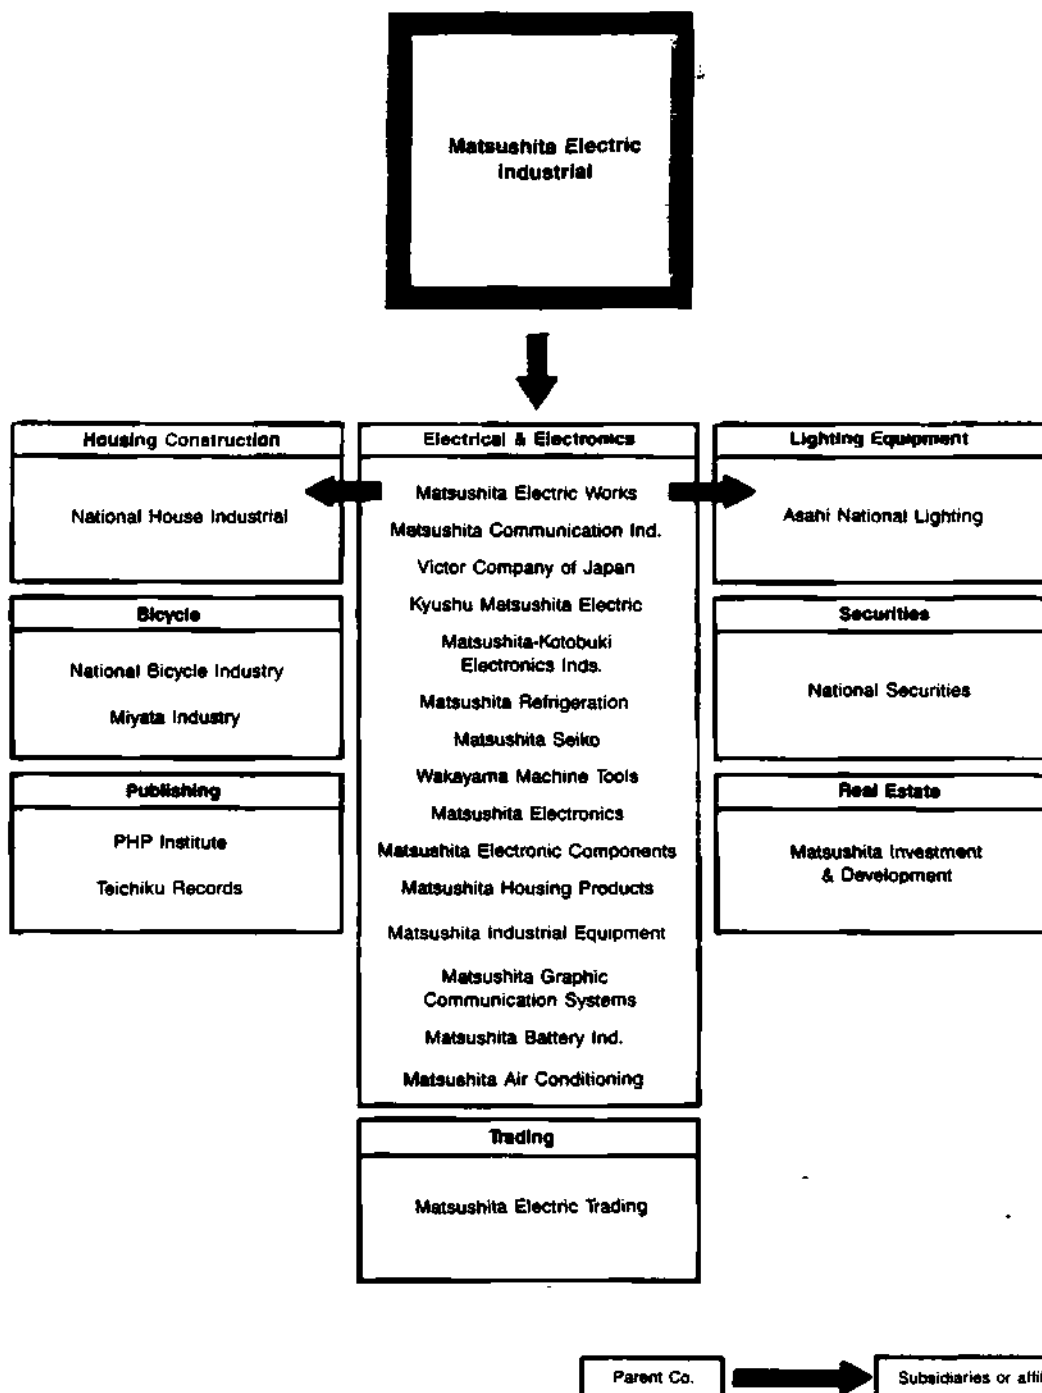 Matsushita Electric
Industrial
Housing Construction
National House Industrial
Bicycle
National Bicycle Industry
Miyata Industry
Publishing
PHP Institute
Teichiku Records
Electrical & Electronics
Matsushita Electric Works
Matsushita Communication Ind.
Victor Company of Japan
Kyushu Matsushita Electric
Matsushita-Kotobuki
Electronics Inds.
Matsushita Refrigeration
Matsushita Seiko
Wakayama Machine Tools
Matsushita Electronics
Matsushita Electronic Components
Matsushita Housing Products
Matsushita Industrial Equipment
Matsushita Graphic
Communication Systems
Matsushita Battery Ind.
Matsushita Air Conditioning
Trading
Matsushita Electric Trading
Lighting Equipment
Asahi National Lighting
Securities
National Securities
Real Estate
Matsushita Investment
& Development
Parent Co.
Subsidiaries or